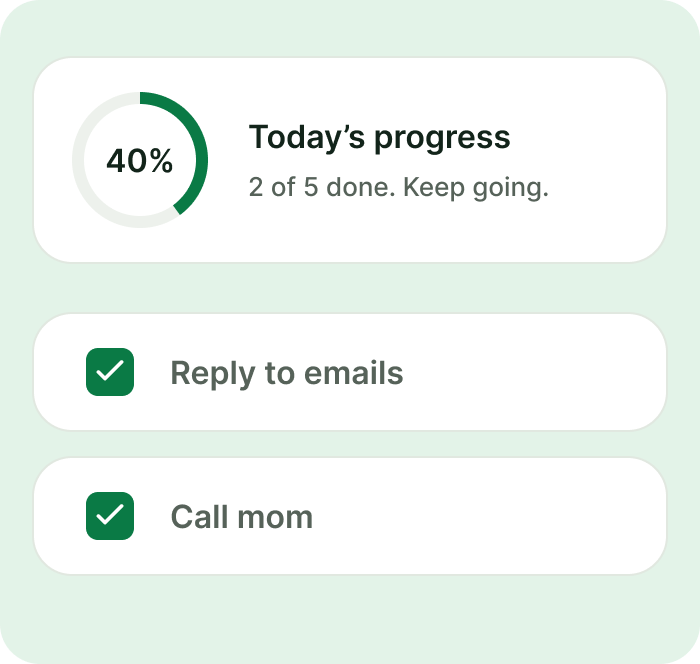 40%
Today’s progress
2 of 5 done. Keep going.
Reply to emails
Call mom